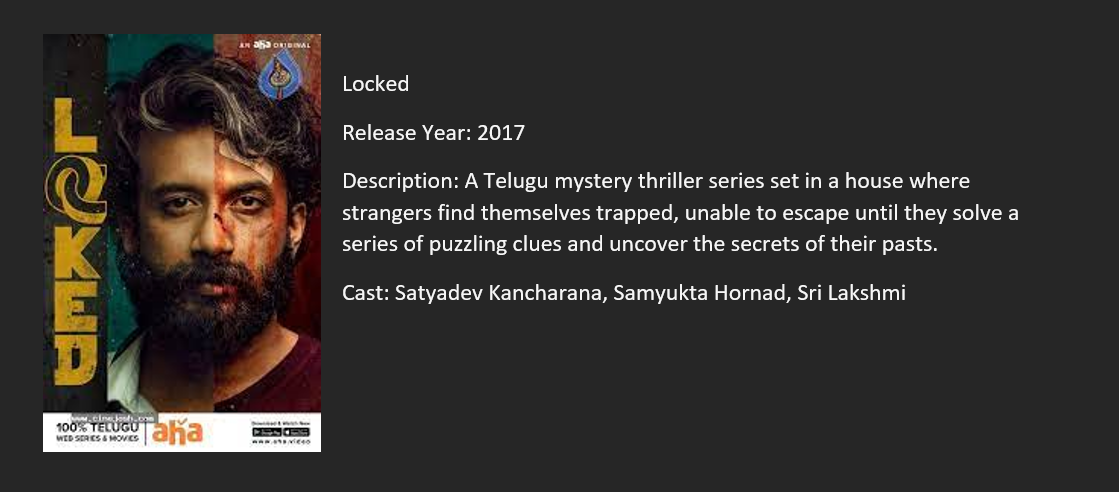 AN aha ORIGINAL
LOCKED
www.cinejosh.com
100% TELUGU
WEB SERIES & MOVIES
aha
Download & Watch Now
www.aha.video
Locked
Release Year: 2017
Description: A Telugu mystery thriller series set in a house where
strangers find themselves trapped, unable to escape until they solve a
series of puzzling clues and uncover the secrets of their pasts.
Cast: Satyadev Kancharana, Samyukta Hornad, Sri Lakshmi